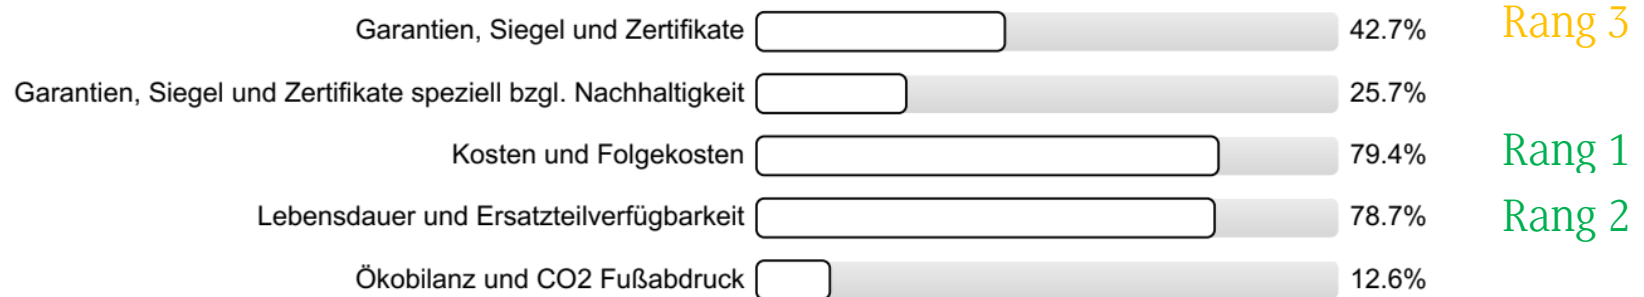 Garantien, Siegel und Zertifikate 42.7% Rang 3
Garantien, Siegel und Zertifikate speziell bzgl. Nachhaltigkeit 25.7%
Kosten und Folgekosten 79.4% Rang 1
Lebensdauer und Ersatzteilverfügbarkeit 78.7% Rang 2
Ökobilanz und CO2 Fußabdruck 12.6%